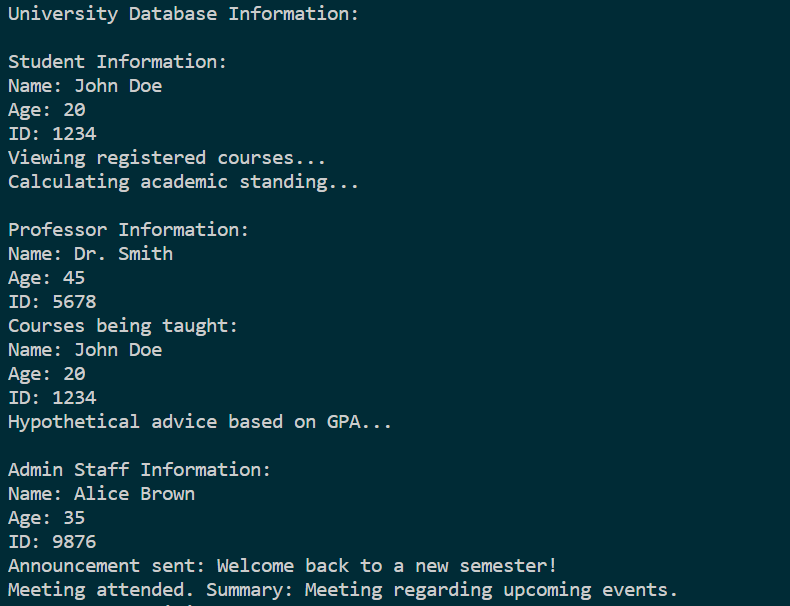 University Database Information:
Student Information:
Name: John Doe
Age: 20
ID: 1234
Viewing registered courses...
Calculating academic standing...
Professor Information:
Name: Dr. Smith
Age: 45
ID: 5678
Courses being taught:
Name: John Doe
Age: 20
ID: 1234
Hypothetical advice based on GPA...
Admin Staff Information:
Name: Alice Brown
Age: 35
ID: 9876
Announcement sent: Welcome back to a new semester!
Meeting attended. Summary: Meeting regarding upcoming events.